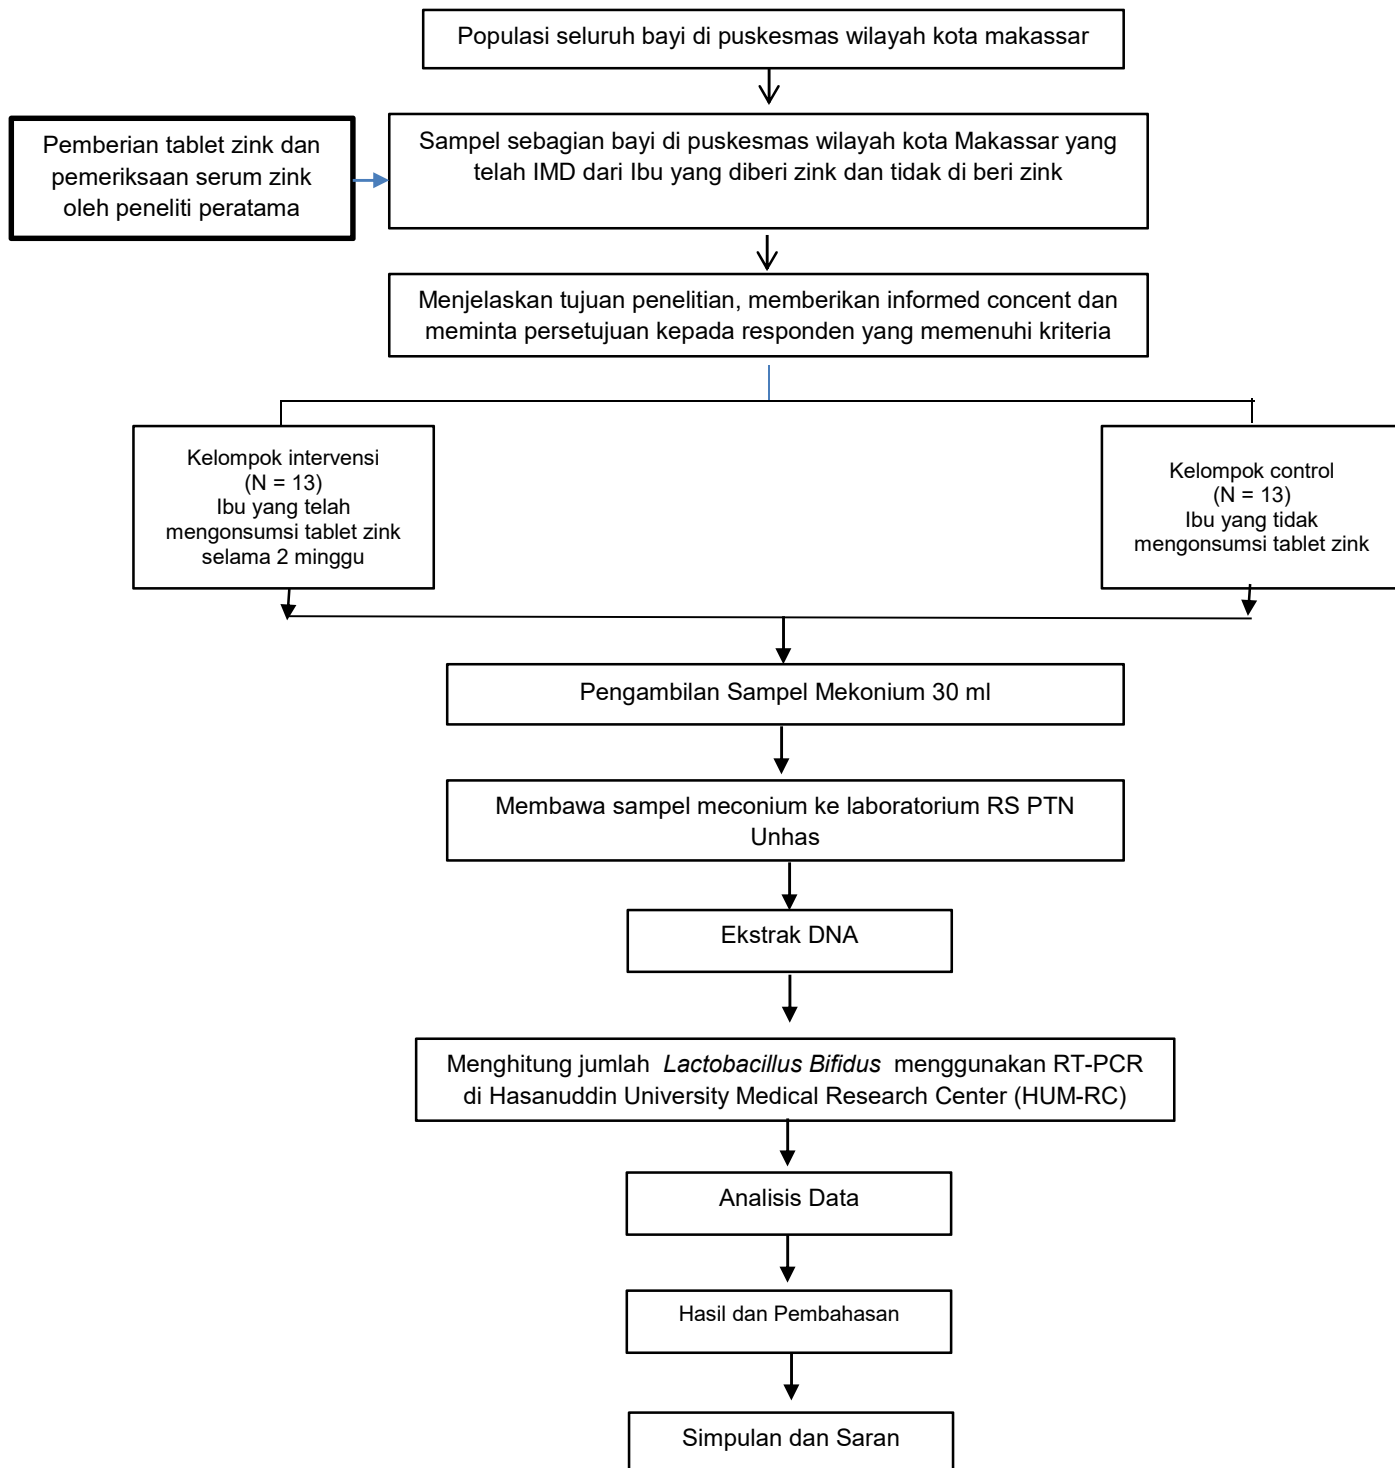 Populasi seluruh bayi di puskesmas wilayah kota makassar
Pemberian tablet zink dan
pemeriksaan serum zink
oleh peneliti peratama
Sampel sebagian bayi di puskesmas wilayah kota Makassar yang
telah IMD dari Ibu yang diberi zink dan tidak di beri zink
Menjelaskan tujuan penelitian, memberikan informed concent dan
meminta persetujuan kepada responden yang memenuhi kriteria
Kelompok intervensi
(N = 13)
Ibu yang telah
mengonsumsi tablet zink
selama 2 minggu
Kelompok control
(N = 13)
Ibu yang tidak
mengonsumsi tablet zink
Pengambilan Sampel Mekonium 30 ml
Membawa sampel meconium ke laboratorium RS PTN
Unhas
Ekstrak DNA
Menghitung jumlah Lactobacillus Bifidus menggunakan RT-PCR
di Hasanuddin University Medical Research Center (HUM-RC)
Analisis Data
Hasil dan Pembahasan
Simpulan dan Saran